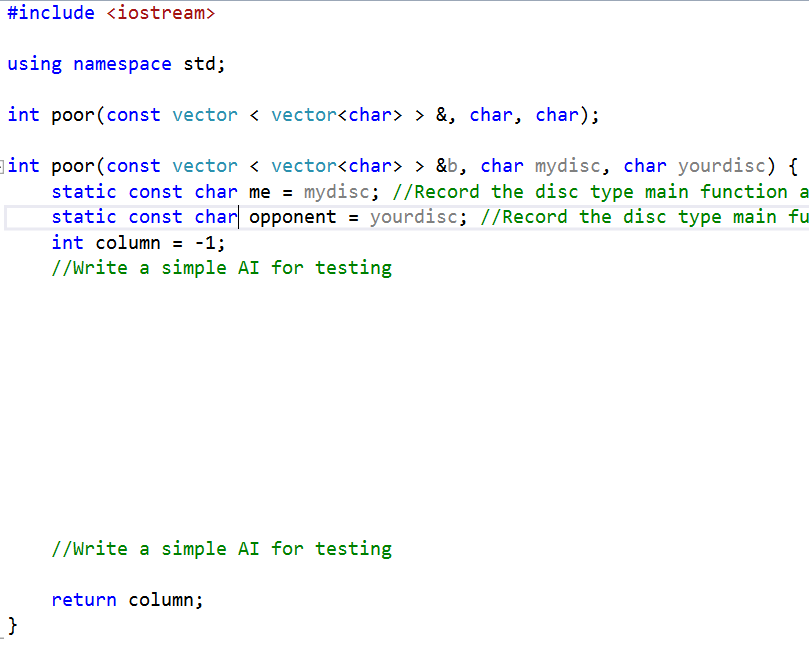 #include <iostream>
using namespace std;
int poor(const vector < vector<char> > &, char, char);
int poor(const vector < vector<char> > &b, char mydisc, char yourdisc) {
static const char me = mydisc; //Record the disc type main function a
static const char opponent = yourdisc; //Record the disc type main fu
int column = -1;
//Write a simple AI for testing
//Write a simple AI for testing
return column;
}